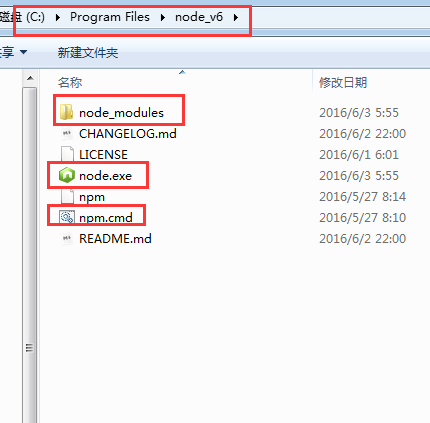 磁盘 (C:) ▸ Program Files ▸ node_v6 ▸
共享 ▼ 新建文件夹
名称 修改日期
node_modules 2016/6/3 5:55
CHANGELOG.md 2016/6/2 22:00
LICENSE 2016/6/1 6:01
node.exe 2016/6/3 5:55
npm 2016/5/27 8:14
npm.cmd 2016/5/27 8:10
README.md 2016/6/2 22:00